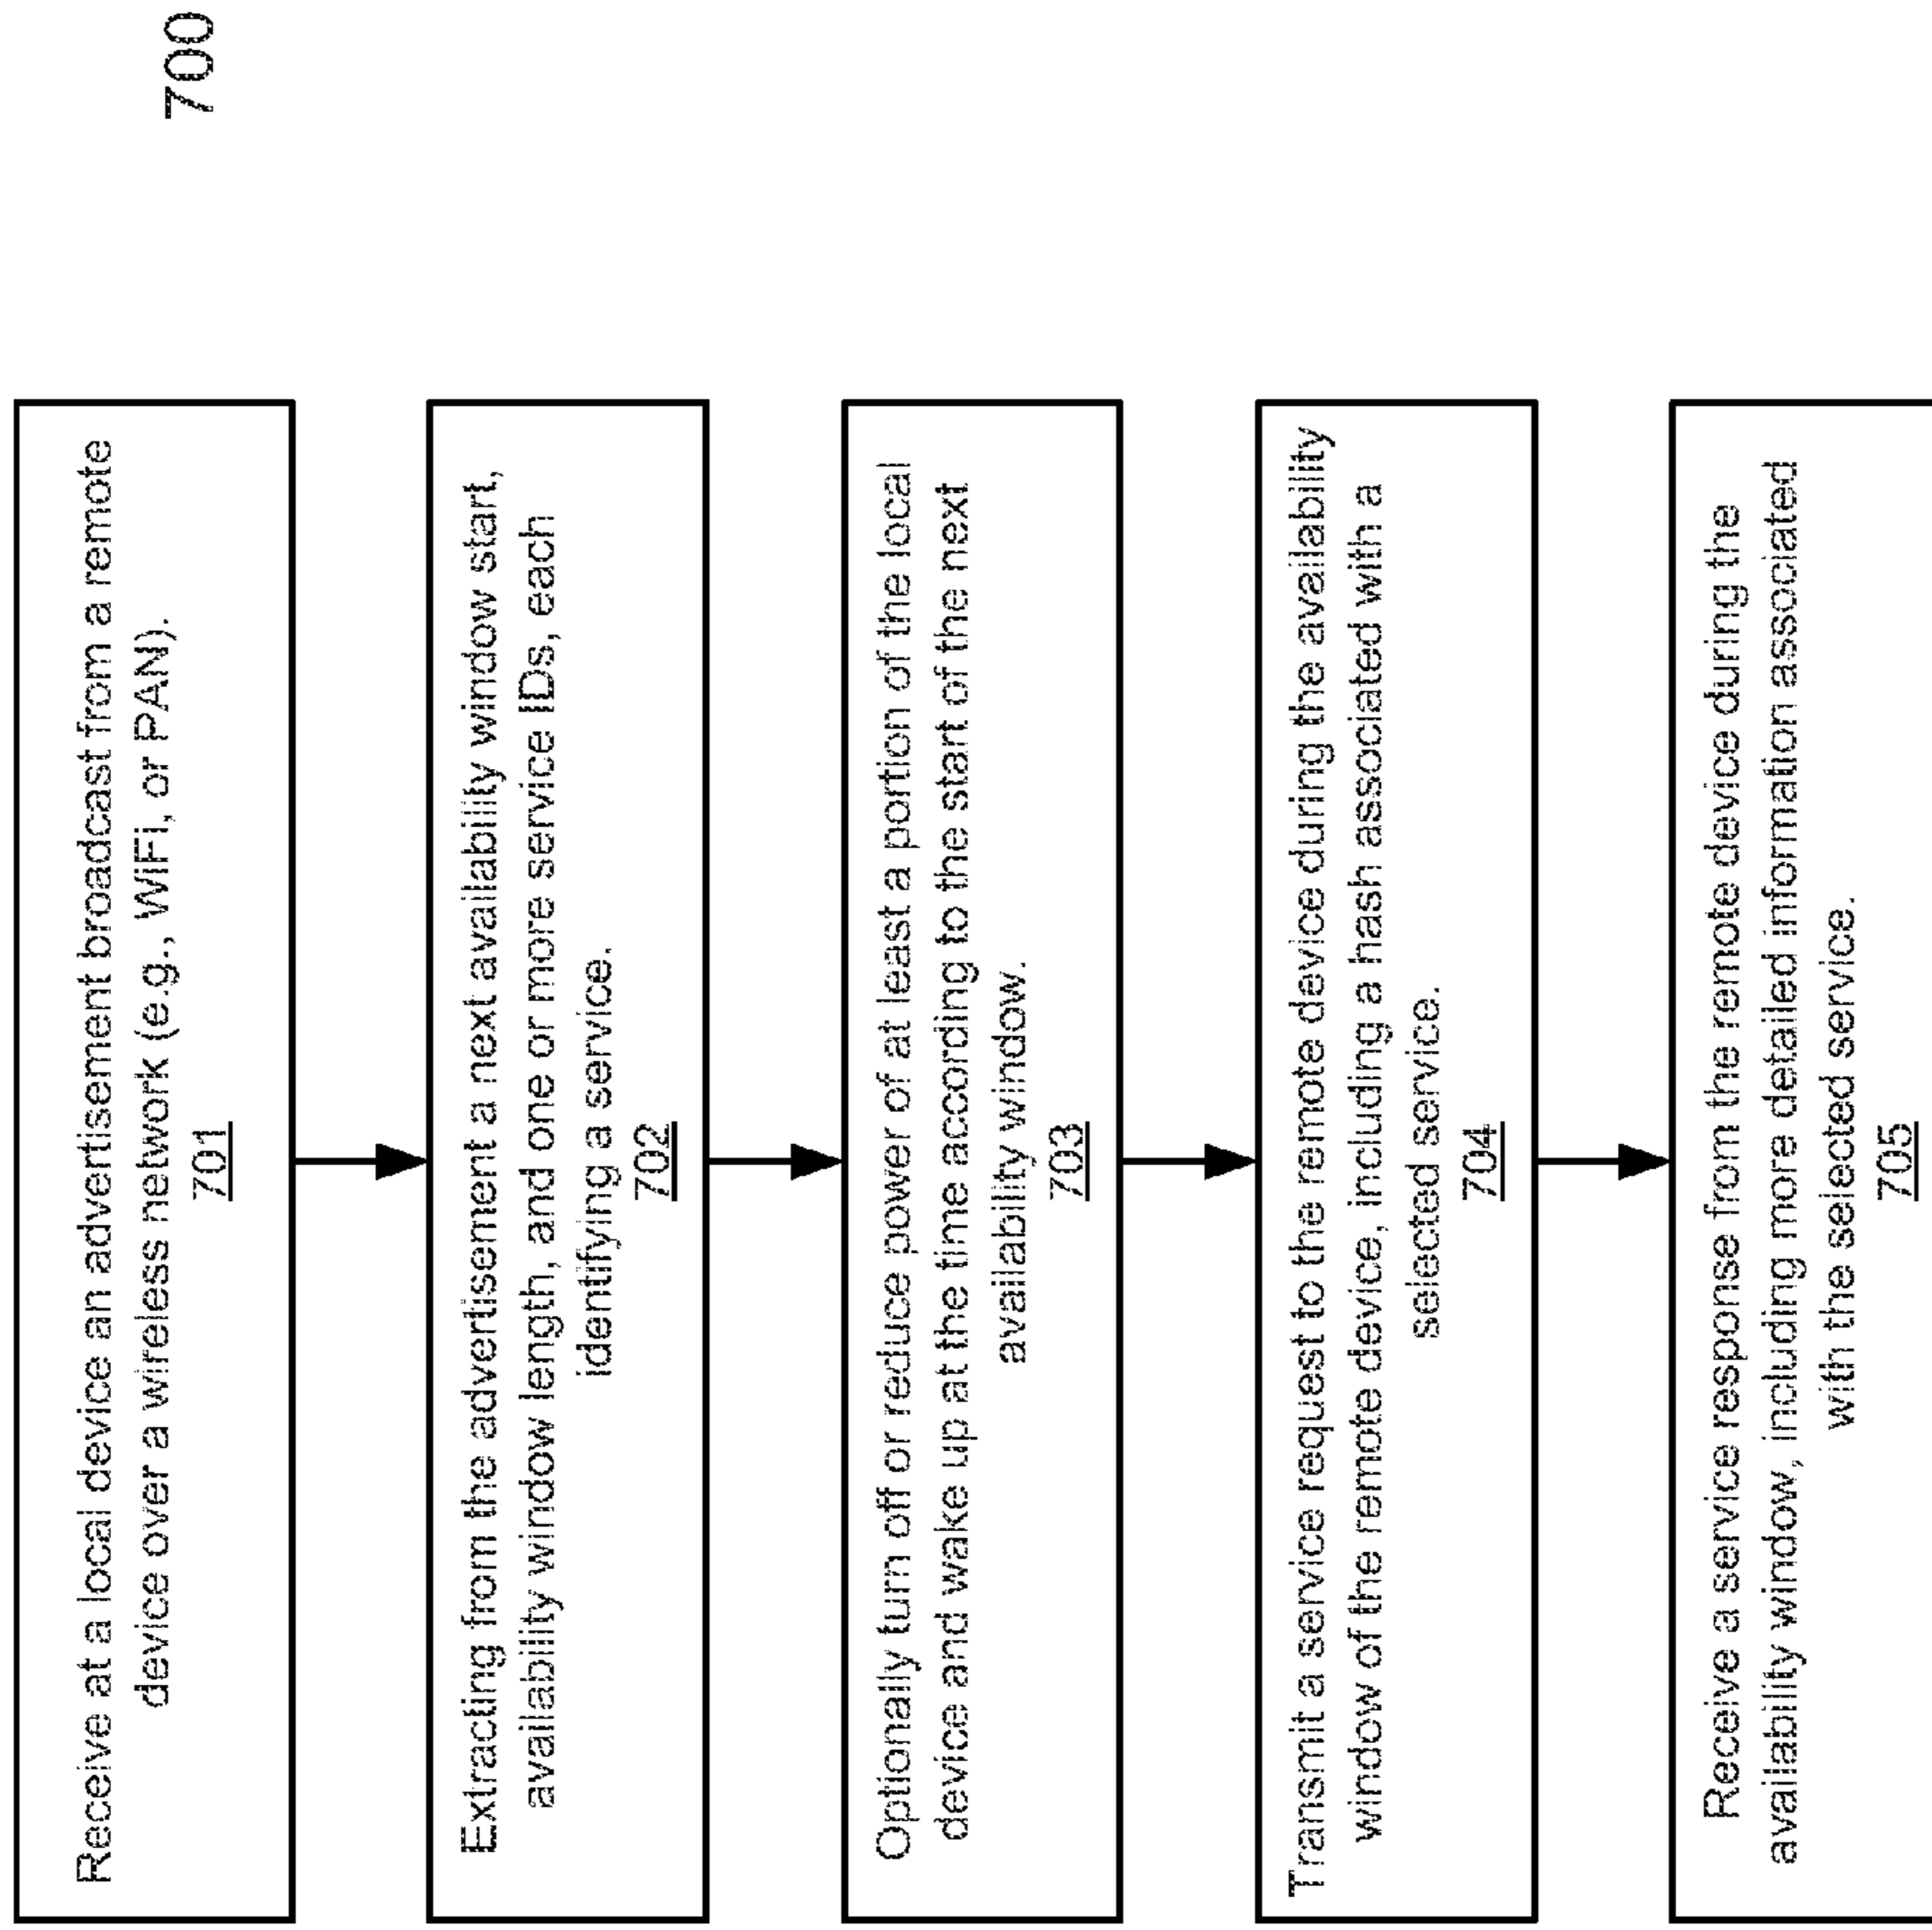 700
Receive at a local device an advertisement broadcast from a remote
device over a wireless network (e.g., WiFi, or PAN).
701
Extracting from the advertisement a next availability window start,
availability window length, and one or more service IDs, each
identifying a service.
702
Optionally turn off or reduce power of at least a portion of the local
device and wake up at the time according to the start of the next
availability window.
703
Transmit a service request to the remote device during the availability
window of the remote device, including a hash associated with a
selected service.
704
Receive a service response from the remote device during the
availability window, including more detailed information associated
with the selected service.
705